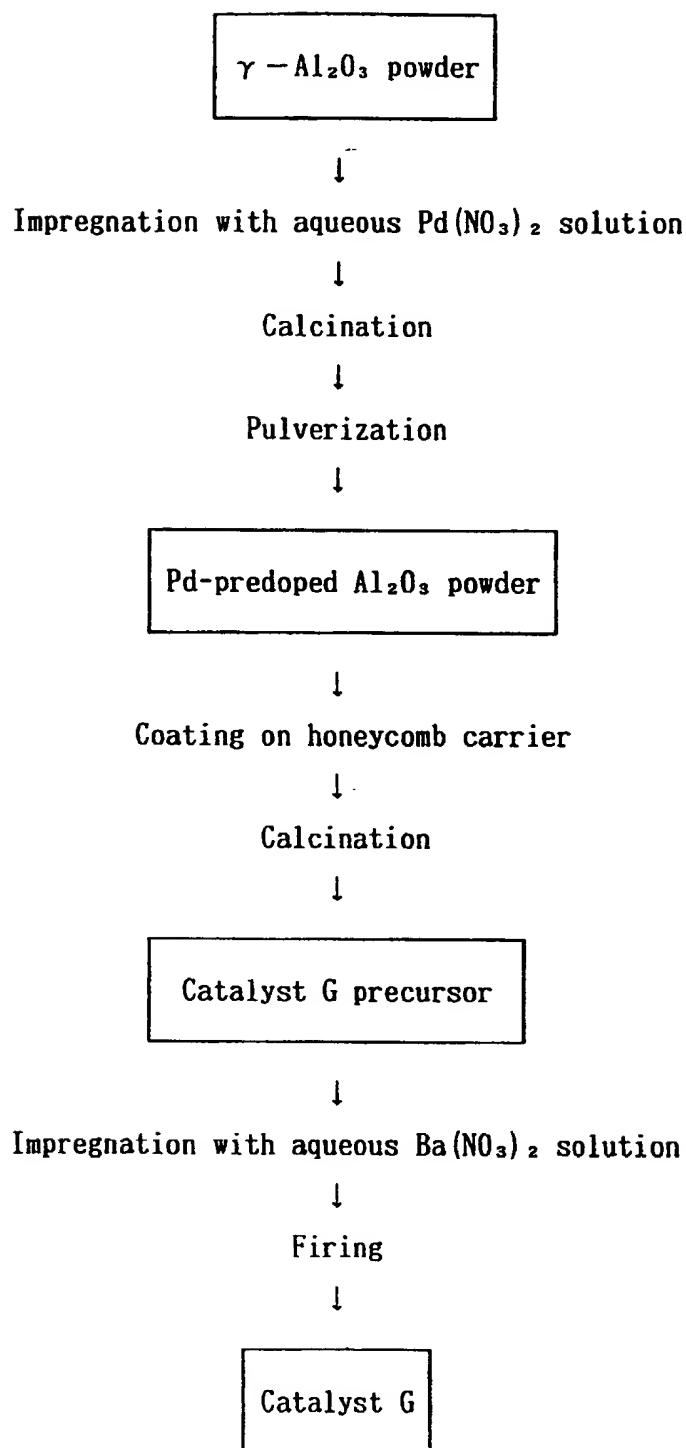 γ-Al₂O₃ powder
↓
Impregnation with aqueous Pd(NO₃)₂ solution
↓
Calcination
↓
Pulverization
↓
Pd-predoped Al₂O₃ powder
↓
Coating on honeycomb carrier
↓
Calcination
↓
Catalyst G precursor
↓
Impregnation with aqueous Ba(NO₃)₂ solution
↓
Firing
↓
Catalyst G